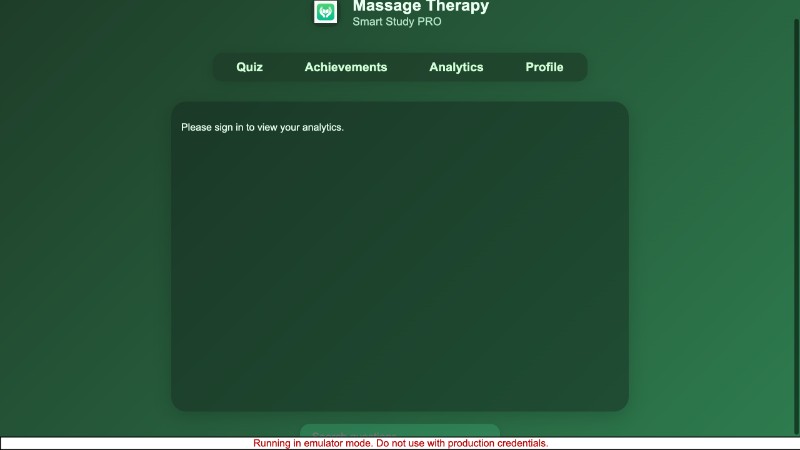 Massage Therapy
Smart Study PRO
Quiz
Achievements
Analytics
Profile
Please sign in to view your analytics.
Running in emulator mode. Do not use with production credentials.